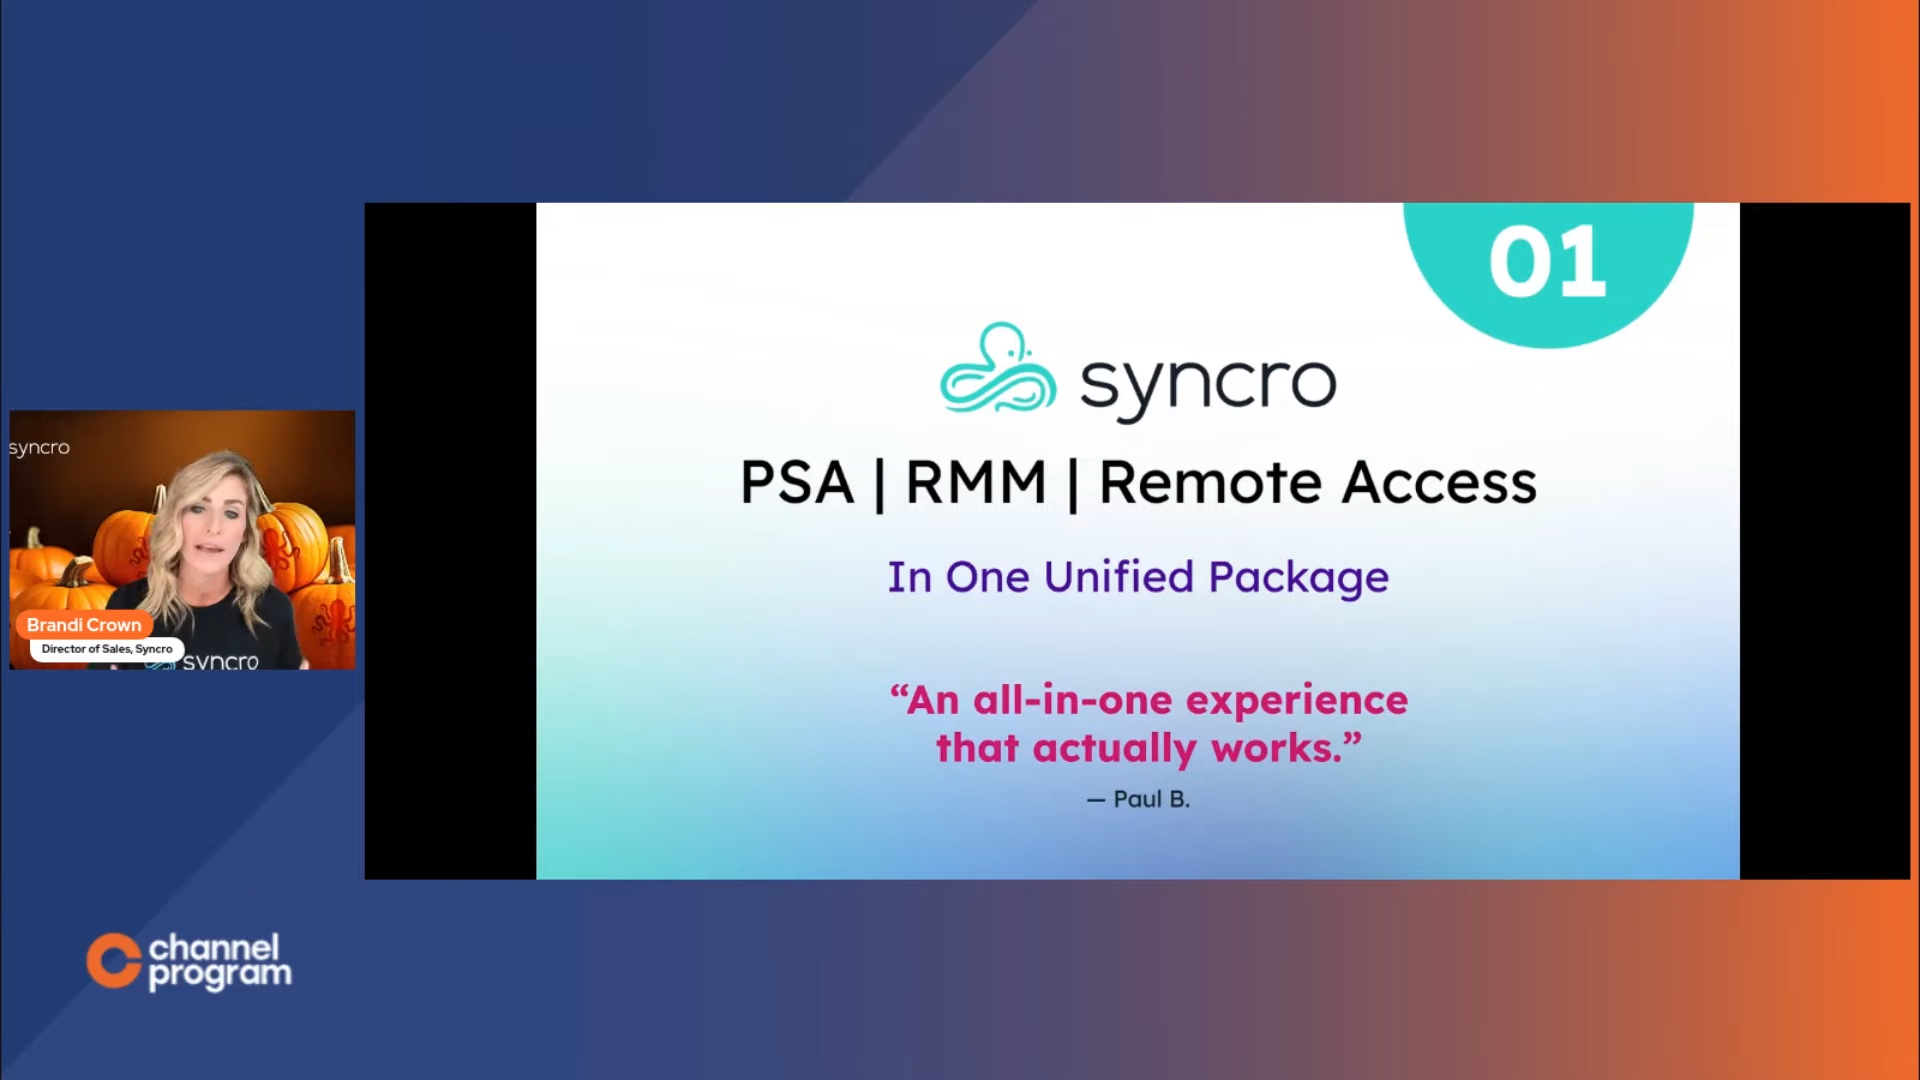 01
syncro
PSA | RMM | Remote Access
In One Unified Package
“An all-in-one experience
that actually works.”
— Paul B.
syncro
Brandi Crown
Director of Sales, Syncro
syncro
channel
program